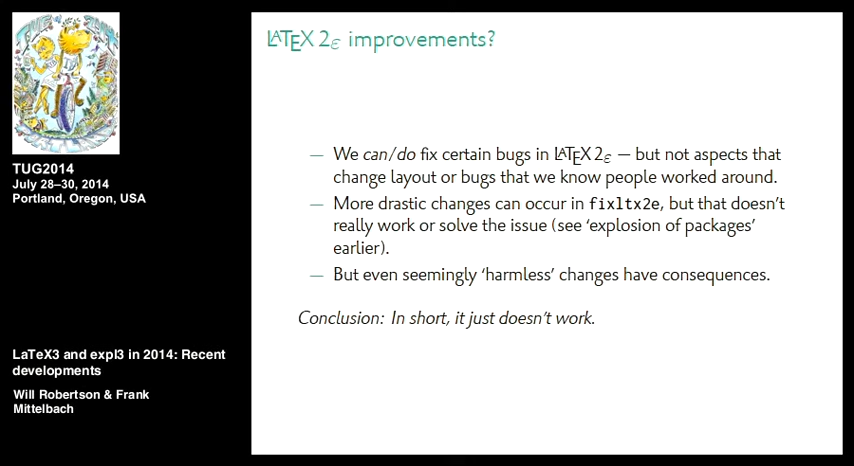 TUG2014
July 28–30, 2014
Portland, Oregon, USA
LaTeX3 and expl3 in 2014: Recent
developments
Will Robertson & Frank
Mittelbach
LATEX 2ε improvements?
— We can/do fix certain bugs in LATEX 2ε — but not aspects that
change layout or bugs that we know people worked around.
— More drastic changes can occur in fixltx2e, but that doesn’t
really work or solve the issue (see ‘explosion of packages’
earlier).
— But even seemingly ‘harmless’ changes have consequences.
Conclusion: In short, it just doesn’t work.